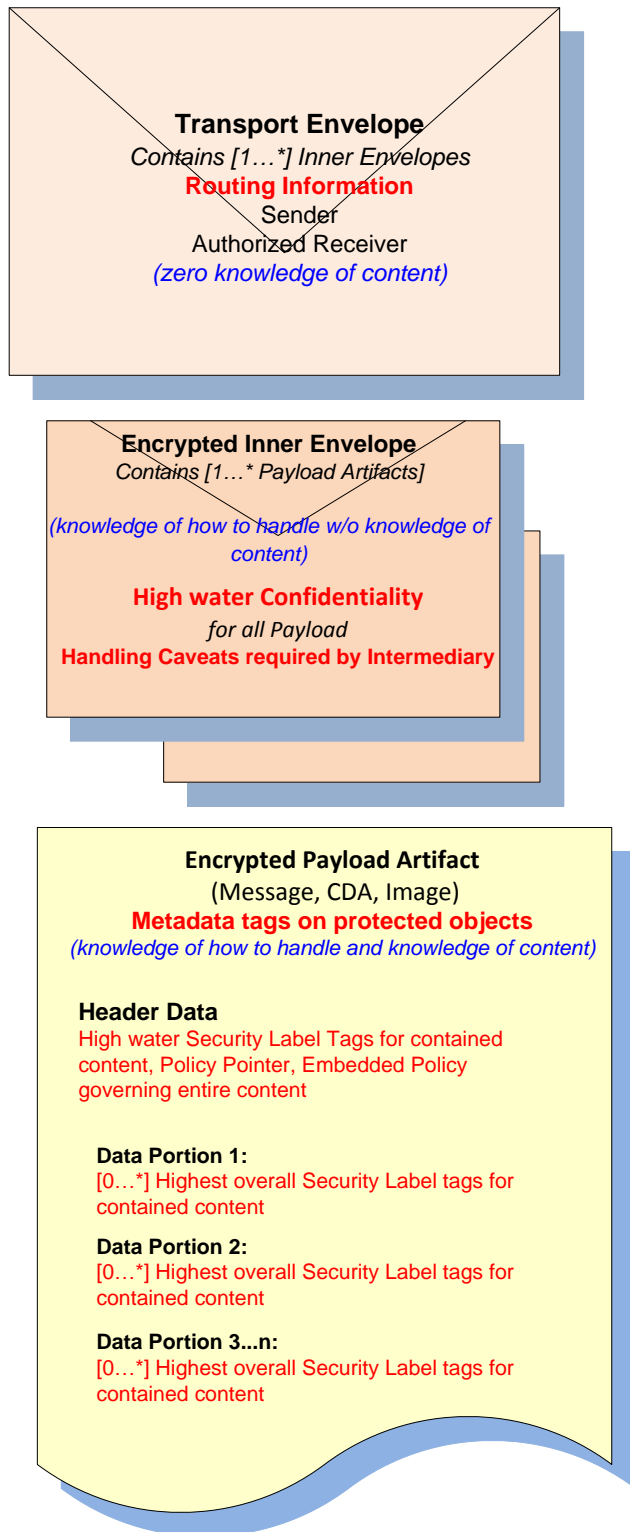 Transport Envelope
Contains [1…*] Inner Envelopes
Routing Information
Sender
Authorized Receiver
(zero knowledge of content)
Encrypted Inner Envelope
Contains [1…* Payload Artifacts]
(knowledge of how to handle w/o knowledge of
content)
High water Confidentiality
for all Payload
Handling Caveats required by Intermediary
Encrypted Payload Artifact
(Message, CDA, Image)
Metadata tags on protected objects
(knowledge of how to handle and knowledge of content)
Header Data
High water Security Label Tags for contained
content, Policy Pointer, Embedded Policy
governing entire content
Data Portion 1:
[0…*] Highest overall Security Label tags for
contained content
Data Portion 2:
[0…*] Highest overall Security Label tags for
contained content
Data Portion 3...n:
[0…*] Highest overall Security Label tags for
contained content